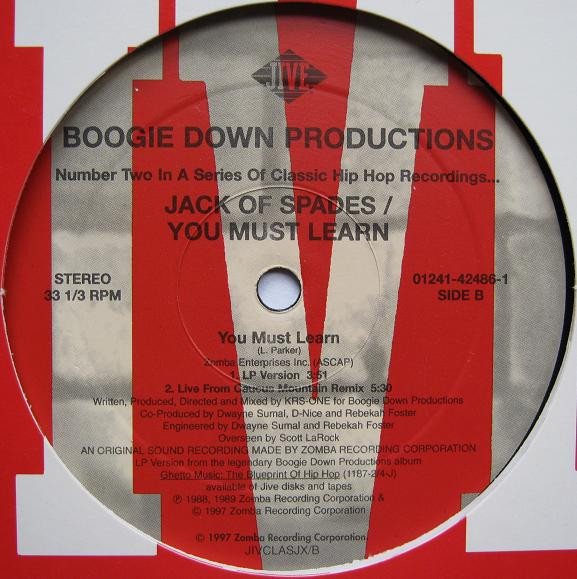 JIVE
BOOGIE DOWN PRODUCTIONS
Number Two In A Series Of Classic Hip Hop Recordings...
JACK OF SPADES /
YOU MUST LEARN
STEREO
33 1/3 RPM
01241-42486-1
SIDE B
You Must Learn
(L. Parker)
Zomba Enterprises Inc. (ASCAP)
1. LP Version 3:51
2. Live From Caucus Mountain Remix 5:30
Written, Produced, Directed and Mixed by KRS-ONE for Boogie Down Productions
Co-Produced by Dwayne Sumal, D-Nice and Rebekah Foster
Engineered by Dwayne Sumal and Rebekah Foster
Overseen by Scott LaRock
AN ORIGINAL SOUND RECORDING MADE BY ZOMBA RECORDING CORPORATION
LP Version from the legendary Boogie Down Productions album
Ghetto Music: The Blueprint Of Hip Hop (1187-2/4-J)
available of Jive disks and tapes
℗ 1988, 1989 Zomba Recording Corporation &
© 1997 Zomba Recording Corporation
© 1997 Zomba Recording Corporation
JIVCLASJX/B